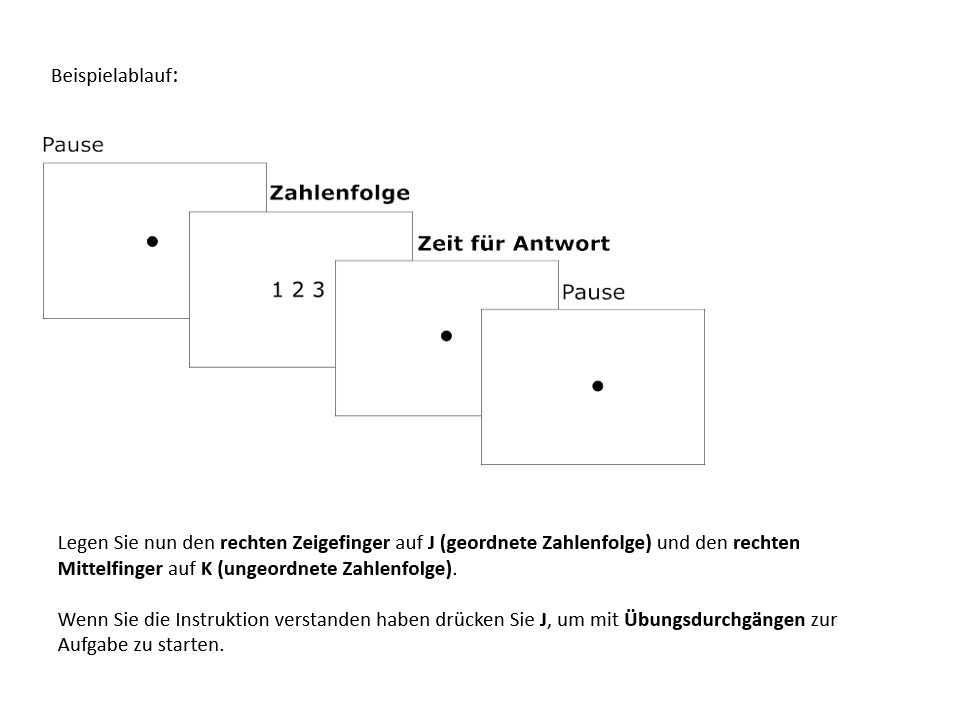 Beispielablauf:
Pause
Zahlenfolge
Zeit für Antwort
1 2 3
Pause
Legen Sie nun den rechten Zeigefinger auf J (geordnete Zahlenfolge) und den rechten
Mittelfinger auf K (ungeordnete Zahlenfolge).
Wenn Sie die Instruktion verstanden haben drücken Sie J, um mit Übungsdurchgängen zur
Aufgabe zu starten.